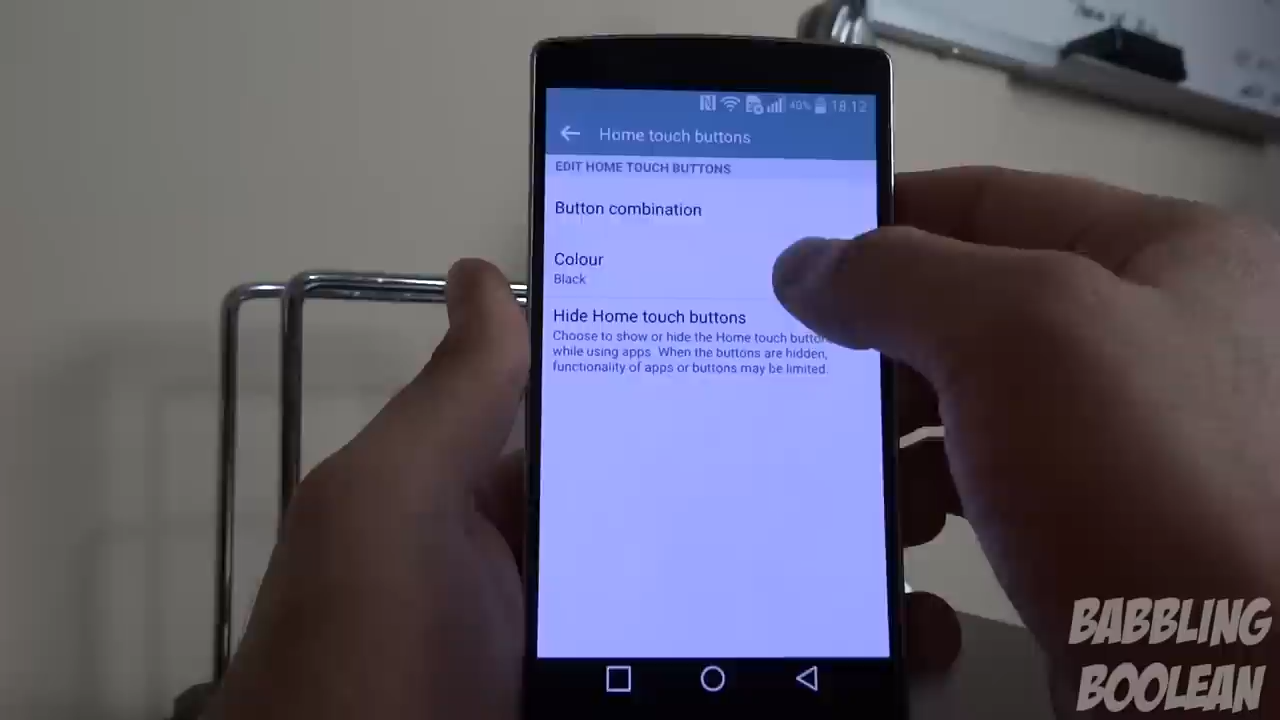 40% 18:12
Home touch buttons
EDIT HOME TOUCH BUTTONS
Button combination
Colour
Black
Hide Home touch buttons
Choose to show or hide the Home touch
while using apps. When the buttons are hidden,
functionality of apps or buttons may be limited.
BABBLING
BOOLEAN